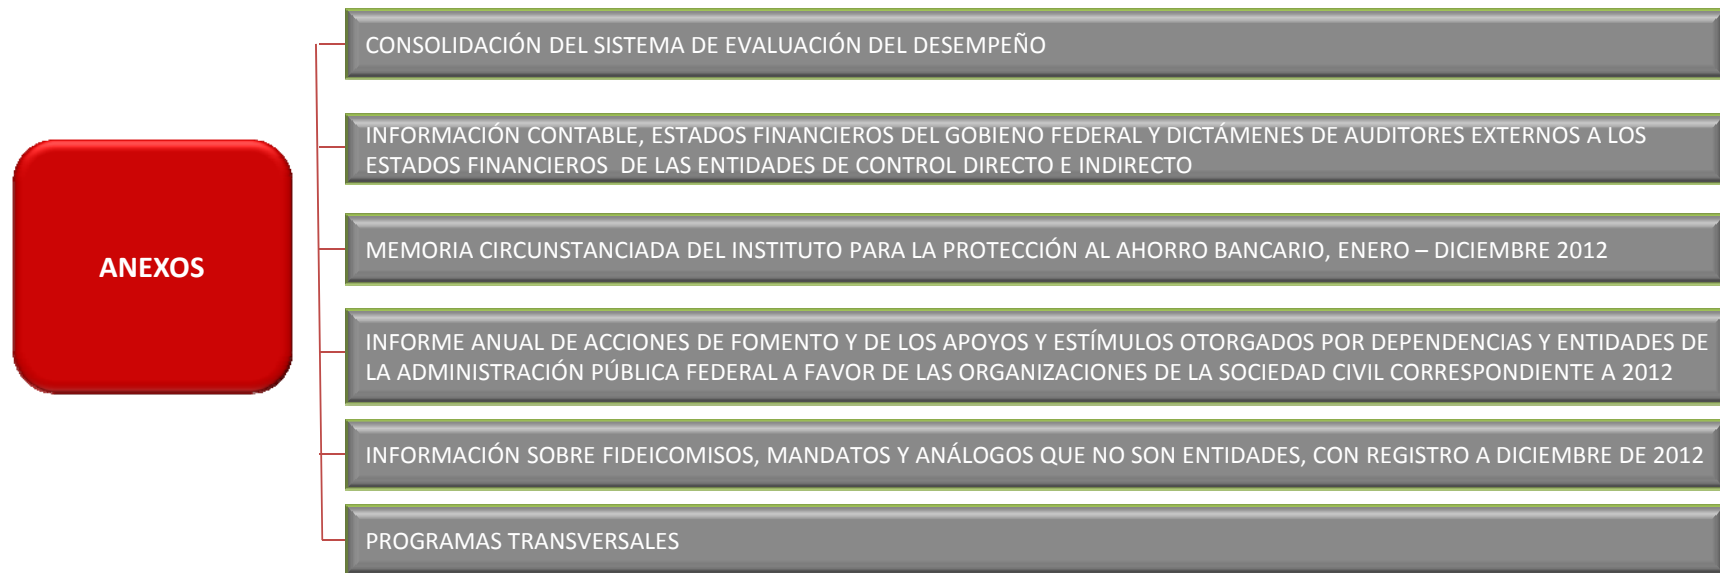 ANEXOS
CONSOLIDACIÓN DEL SISTEMA DE EVALUACIÓN DEL DESEMPEÑO
INFORMACIÓN CONTABLE, ESTADOS FINANCIEROS DEL GOBIENO FEDERAL Y DICTÁMENES DE AUDITORES EXTERNOS A LOS
ESTADOS FINANCIEROS DE LAS ENTIDADES DE CONTROL DIRECTO E INDIRECTO
MEMORIA CIRCUNSTANCIADA DEL INSTITUTO PARA LA PROTECCIÓN AL AHORRO BANCARIO, ENERO – DICIEMBRE 2012
INFORME ANUAL DE ACCIONES DE FOMENTO Y DE LOS APOYOS Y ESTÍMULOS OTORGADOS POR DEPENDENCIAS Y ENTIDADES DE
LA ADMINISTRACIÓN PÚBLICA FEDERAL A FAVOR DE LAS ORGANIZACIONES DE LA SOCIEDAD CIVIL CORRESPONDIENTE A 2012
INFORMACIÓN SOBRE FIDEICOMISOS, MANDATOS Y ANÁLOGOS QUE NO SON ENTIDADES, CON REGISTRO A DICIEMBRE DE 2012
PROGRAMAS TRANSVERSALES